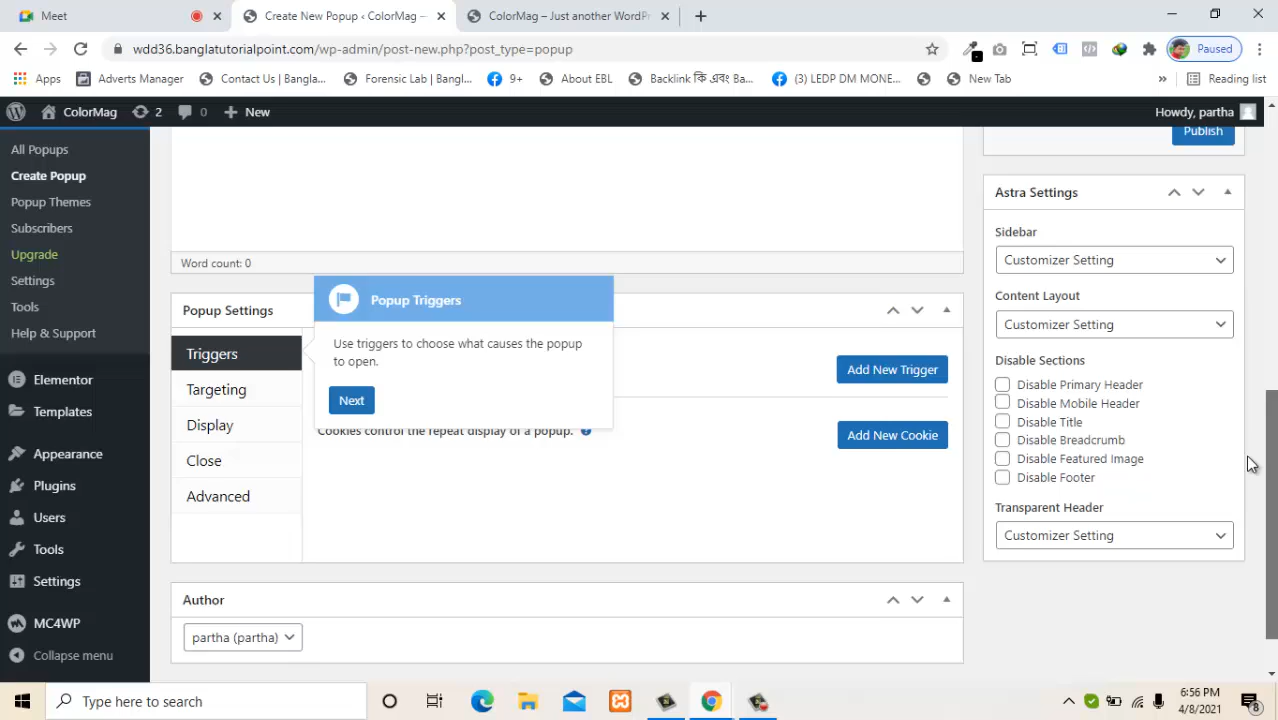 Meet
Create New Popup ‹ ColorMag —
ColorMag – Just another WordPr
wdd36.banglatutorialpoint.com/wp-admin/post-new.php?post_type=popup
Paused
Apps
Adverts Manager
Contact Us | Bangla...
Forensic Lab | Bangl...
9+
About EBL
Backlink কি এবং Ba...
(3) LEDP DM MONE...
New Tab
»
Reading list
ColorMag
2
0
New
Howdy, partha
All Popups
Create Popup
Popup Themes
Subscribers
Upgrade
Settings
Tools
Help & Support
Elementor
Templates
Appearance
Plugins
Users
Tools
Settings
MC4WP
Collapse menu
Word count: 0
Popup Settings
Triggers
Targeting
Display
Close
Advanced
Popup Triggers
Use triggers to choose what causes the popup
to open.
Next
Add New Trigger
Cookies control the repeat display of a popup.
Add New Cookie
Author
partha (partha)
Publish
Astra Settings
Sidebar
Customizer Setting
Content Layout
Customizer Setting
Disable Sections
Disable Primary Header
Disable Mobile Header
Disable Title
Disable Breadcrumb
Disable Featured Image
Disable Footer
Transparent Header
Customizer Setting
Type here to search
6:56 PM
4/8/2021
8